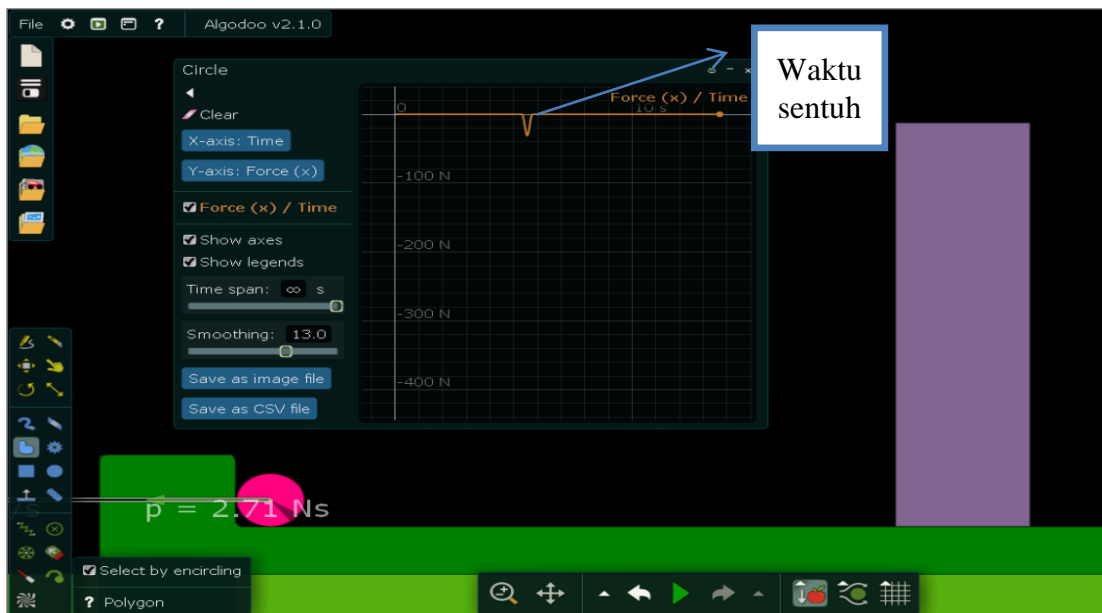 File ? Algodoo v2.1.0
Circle
Clear
X-axis: Time
Y-axis: Force (x)
Force (x) / Time
Show axes
Show legends
Time span: ∞ s
Smoothing: 13.0
Save as image file
Save as CSV file
Force (x) / Time
0
10 s
-100 N
-200 N
-300 N
-400 N
Waktu
sentuh
p = 2.71 Ns
Select by encircling
? Polygon